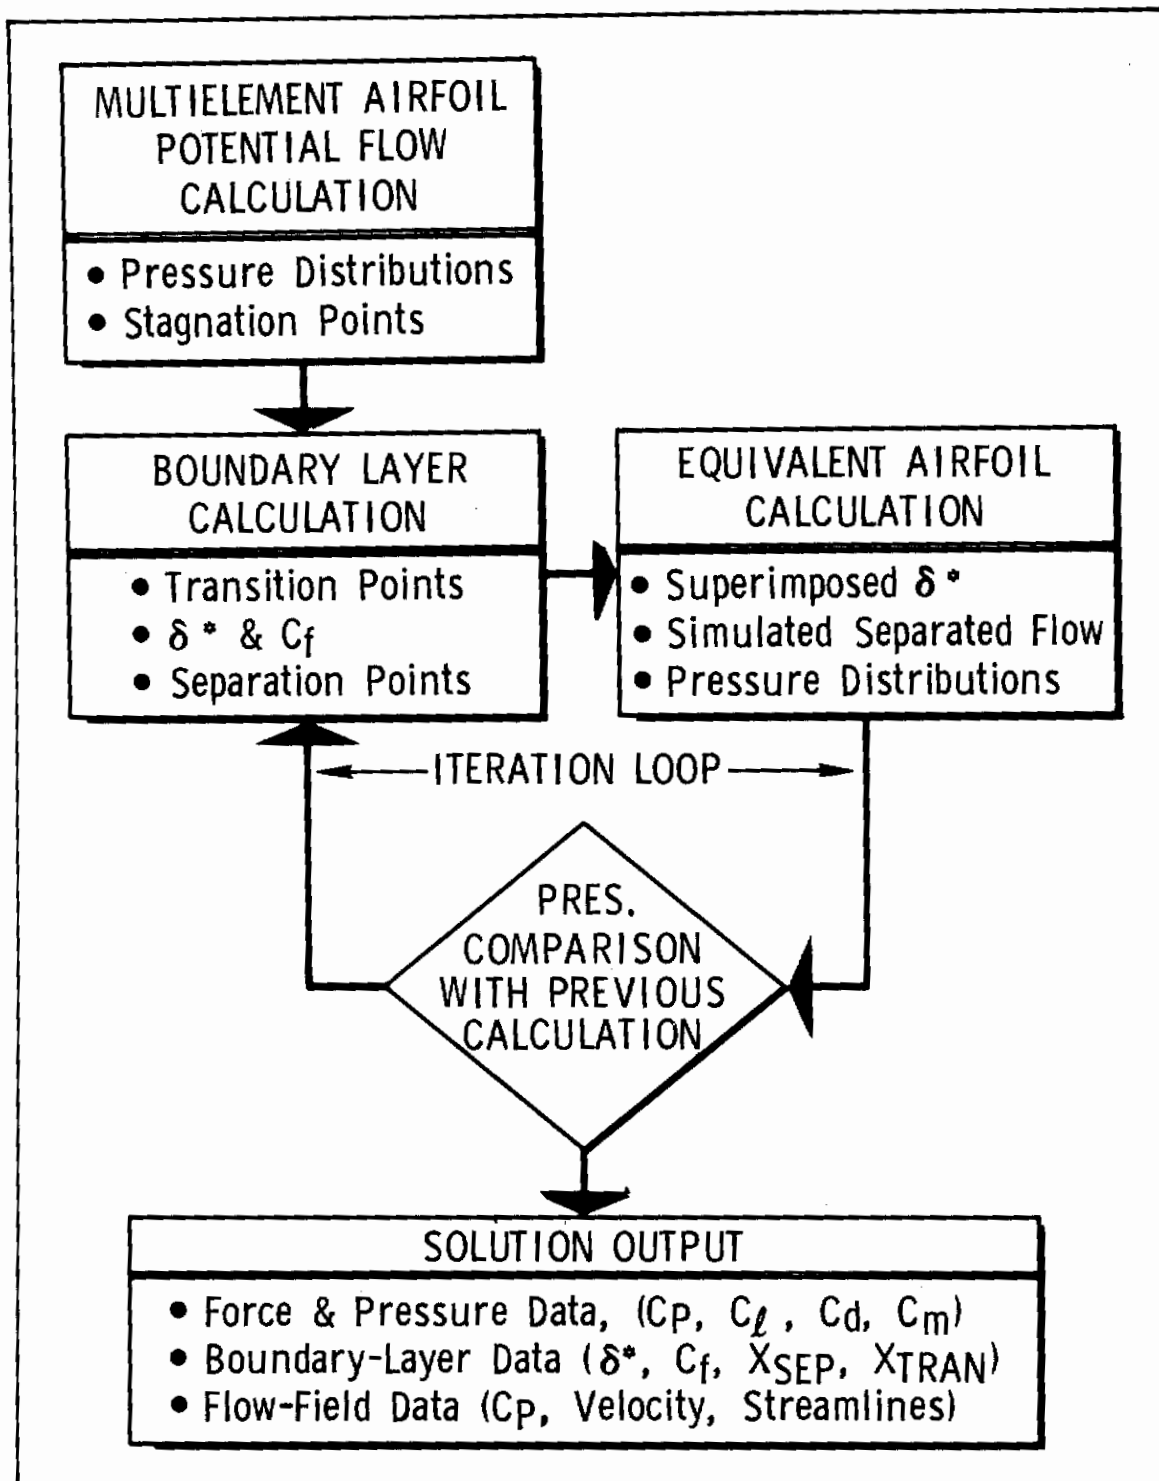 MULTIELEMENT AIRFOIL
POTENTIAL FLOW
CALCULATION
• Pressure Distributions
• Stagnation Points
BOUNDARY LAYER
CALCULATION
• Transition Points
• δ* & Cf
• Separation Points
EQUIVALENT AIRFOIL
CALCULATION
• Superimposed δ*
• Simulated Separated Flow
• Pressure Distributions
ITERATION LOOP
PRES.
COMPARISON
WITH PREVIOUS
CALCULATION
SOLUTION OUTPUT
• Force & Pressure Data, (CP, Cℓ, Cd, Cm)
• Boundary-Layer Data (δ*, Cf, XSEP, XTRAN)
• Flow-Field Data (CP, Velocity, Streamlines)